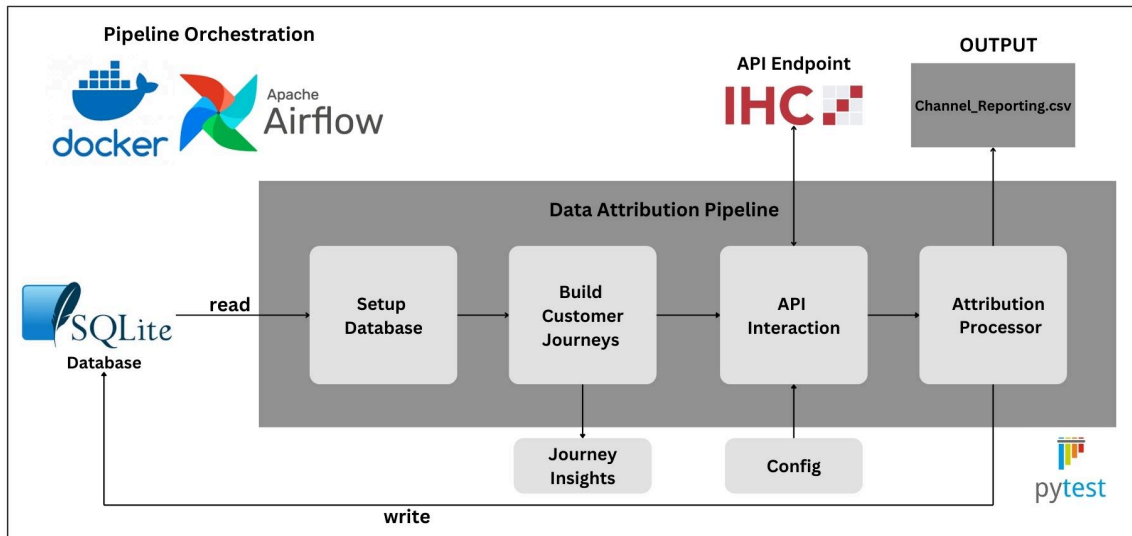 Pipeline Orchestration
docker
Apache
Airflow
API Endpoint
IHC
OUTPUT
Channel_Reporting.csv
Data Attribution Pipeline
SQLite
Database
read
Setup
Database
Build
Customer
Journeys
API
Interaction
Attribution
Processor
Journey
Insights
Config
pytest
write